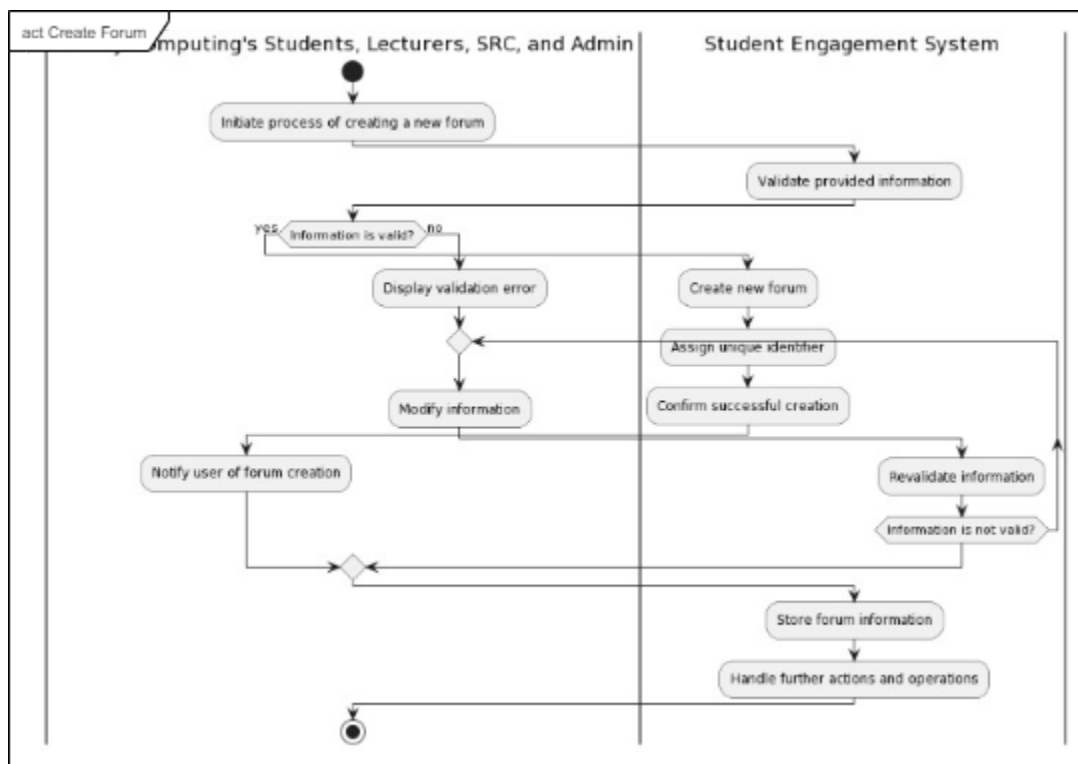 act Create Forum
Computing's Students, Lecturers, SRC, and Admin
Student Engagement System
Initiate process of creating a new forum
Validate provided information
yes
Information is valid?
no
Display validation error
Create new forum
Assign unique identifier
Modify information
Confirm successful creation
Notify user of forum creation
Revalidate information
Information is not valid?
Store forum information
Handle further actions and operations